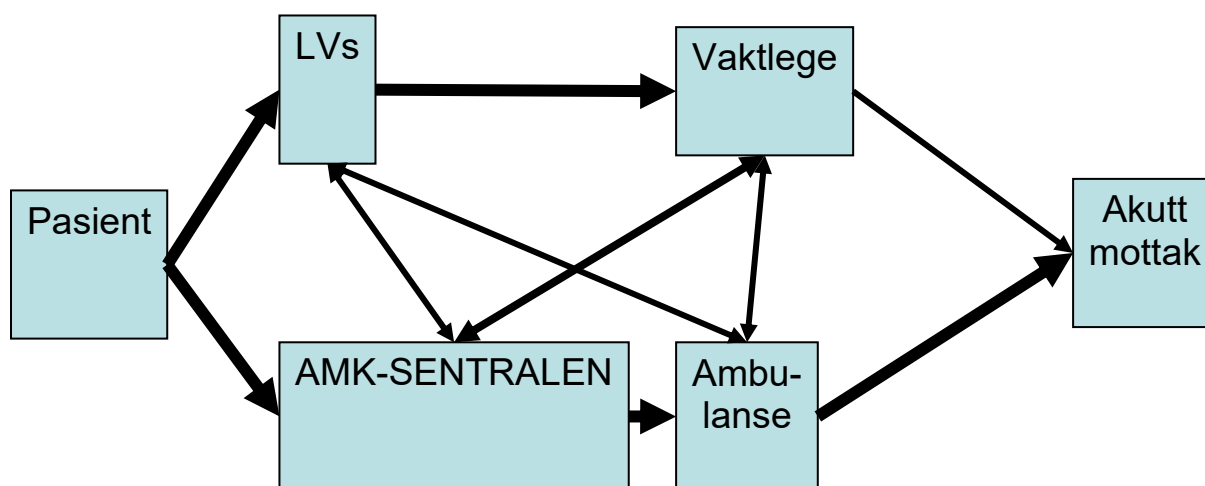 LVs
Vaktlege
Pasient
Akutt
mottak
AMK-SENTRALEN
Ambu-
lanse